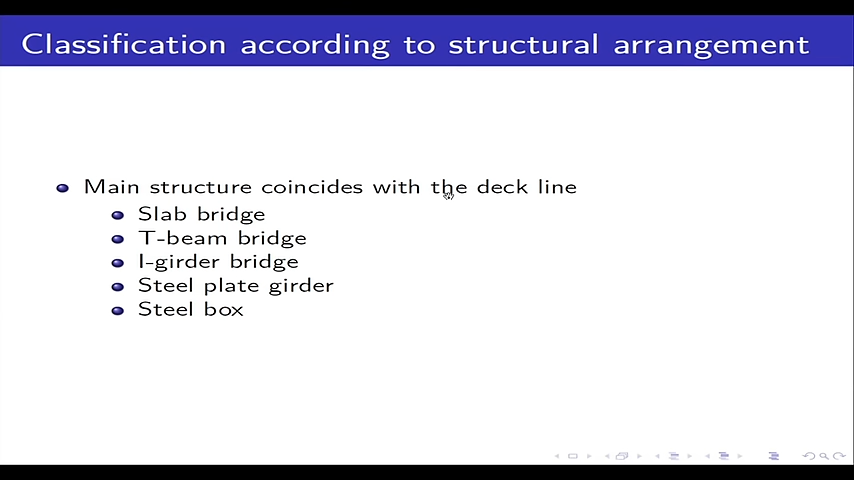 Classification according to structural arrangement
Main structure coincides with the deck line
Slab bridge
T-beam bridge
I-girder bridge
Steel plate girder
Steel box